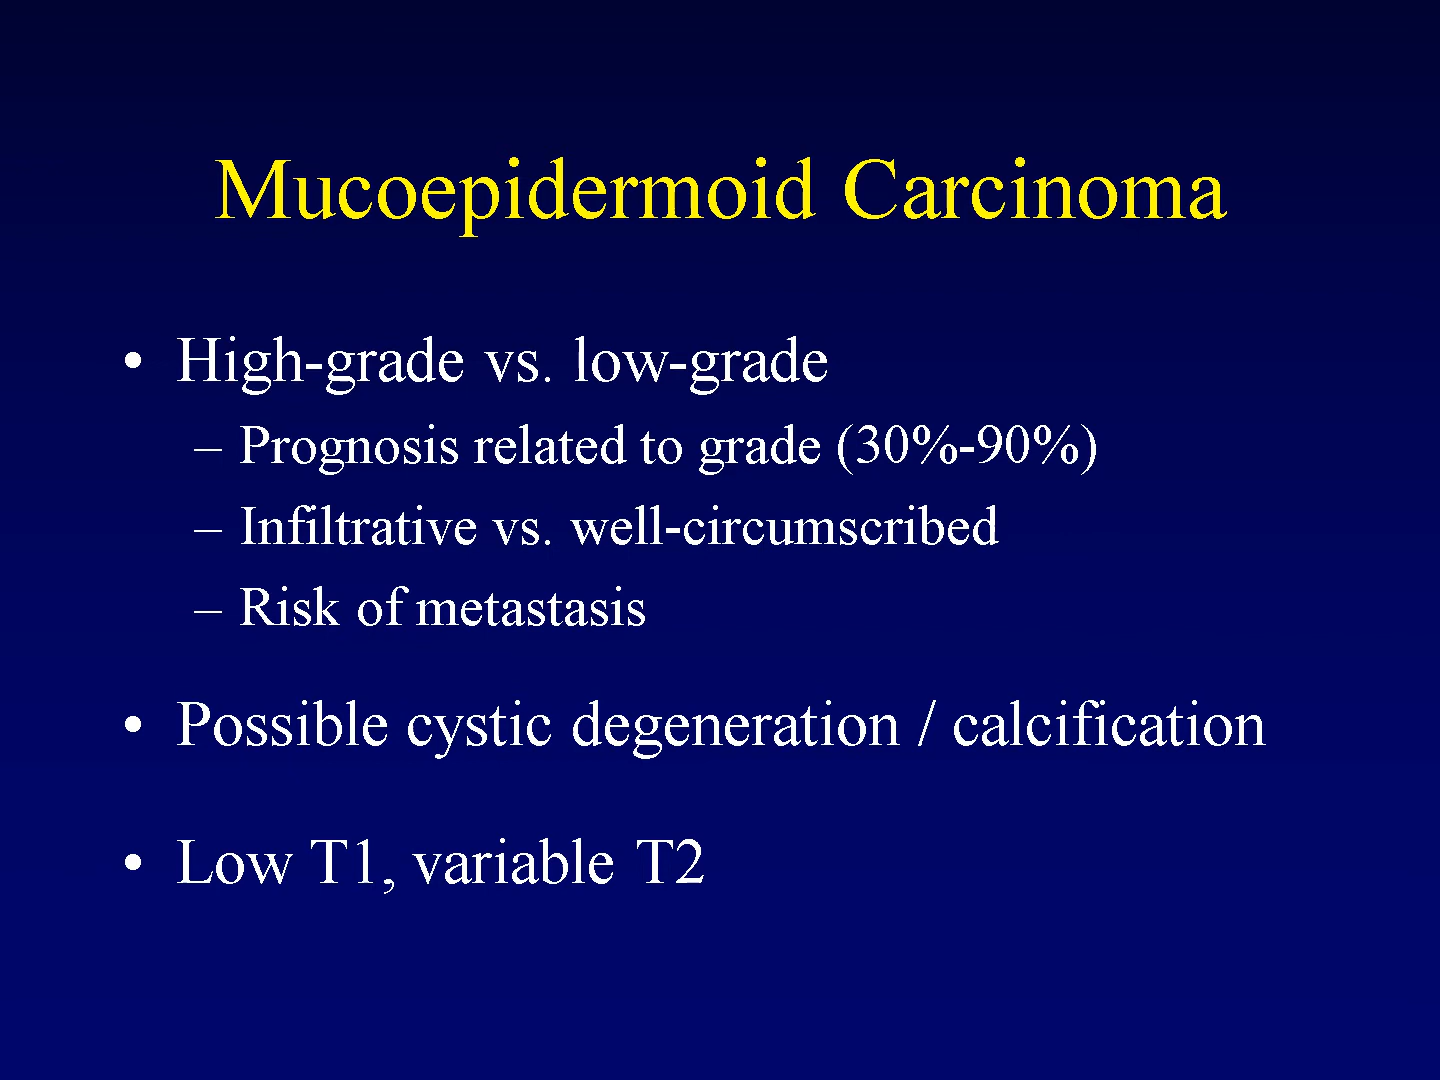 Mucoepidermoid Carcinoma
• High-grade vs. low-grade
– Prognosis related to grade (30%-90%)
– Infiltrative vs. well-circumscribed
– Risk of metastasis
• Possible cystic degeneration / calcification
• Low T1, variable T2